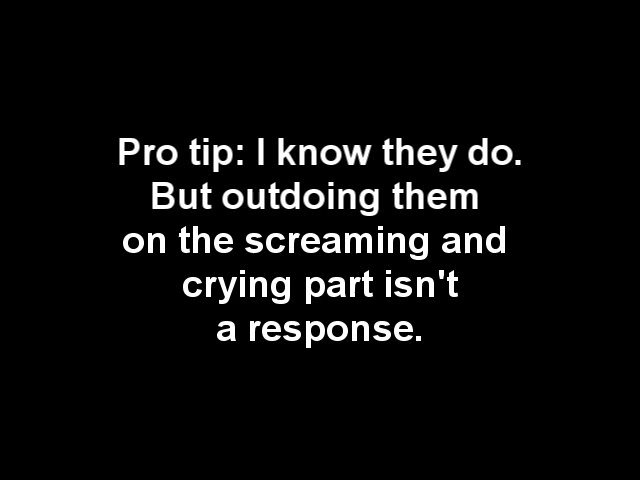 Pro tip: I know they do.
But outdoing them
on the screaming and
crying part isn't
a response.